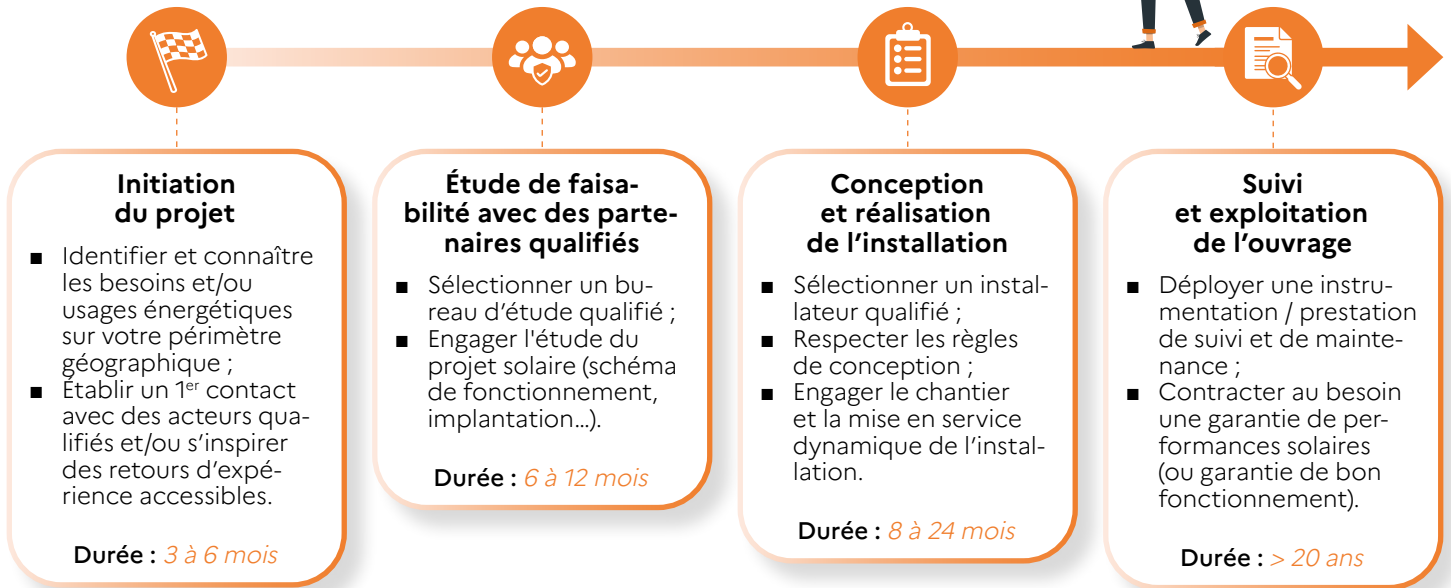 Initiation
du projet
■ Identifier et connaître
les besoins et/ou
usages énergétiques
sur votre périmètre
géographique ;
■ Établir un 1er contact
avec des acteurs qua-
lifiés et/ou s’inspirer
des retours d’expé-
rience accessibles.
Durée : 3 à 6 mois
Étude de faisa-
bilité avec des parte-
naires qualifiés
■ Sélectionner un bu-
reau d’étude qualifié ;
■ Engager l'étude du
projet solaire (schéma
de fonctionnement,
implantation…).
Durée : 6 à 12 mois
Conception
et réalisation
de l’installation
■ Sélectionner un instal-
lateur qualifié ;
■ Respecter les règles
de conception ;
■ Engager le chantier
et la mise en service
dynamique de l’instal-
lation.
Durée : 8 à 24 mois
Suivi
et exploitation
de l’ouvrage
■ Déployer une instru-
mentation / prestation
de suivi et de mainte-
nance ;
■ Contracter au besoin
une garantie de per-
formances solaires
(ou garantie de bon
fonctionnement).
Durée : > 20 ans